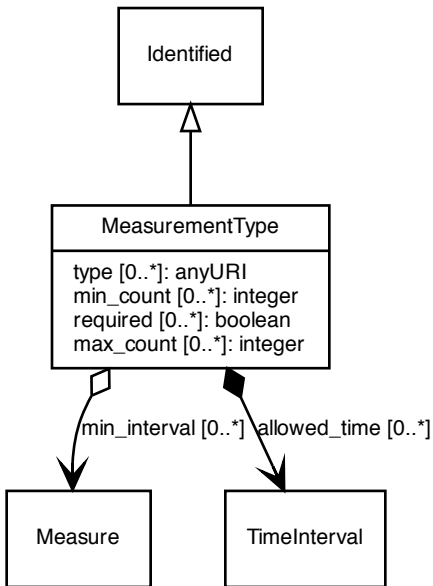 Identified
MeasurementType
type [0..*]: anyURI
min_count [0..*]: integer
required [0..*]: boolean
max_count [0..*]: integer
min_interval [0..*]
allowed_time [0..*]
Measure
TimeInterval